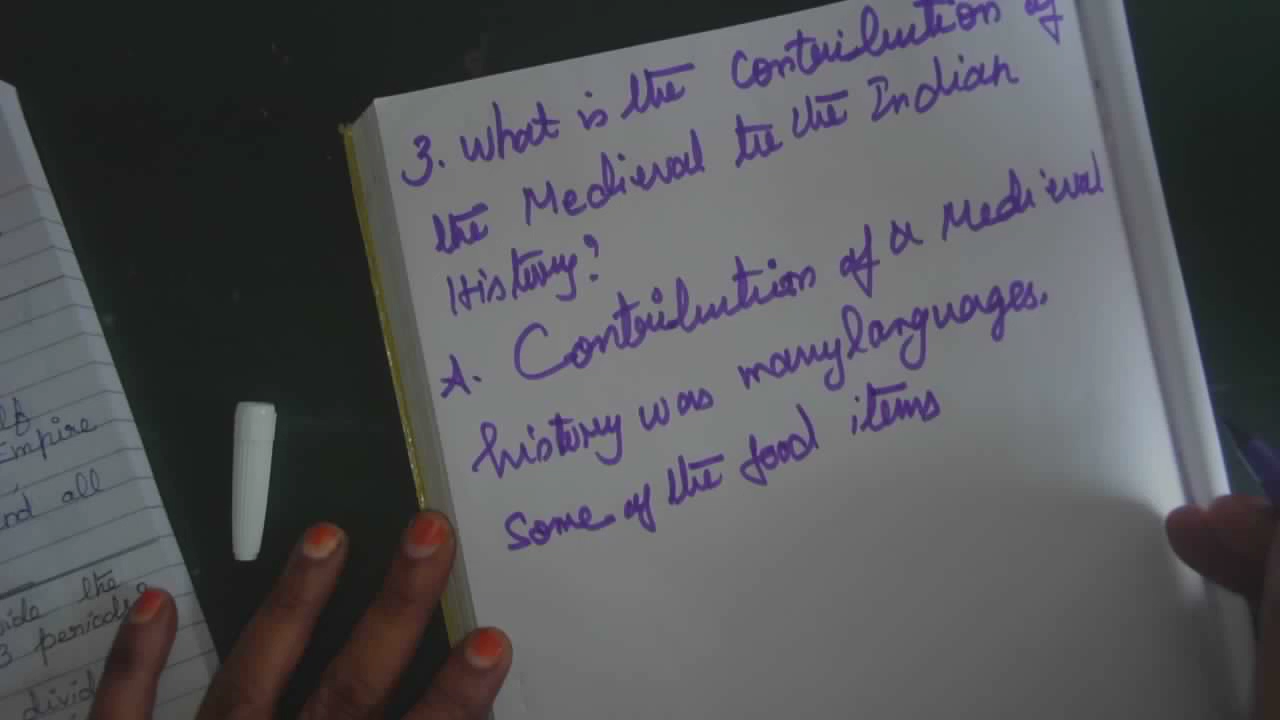 3. What is the Contribution of
the Medieval to the Indian
History?
A. Contribution of a Medieval
history was many languages.
Some of the food items
Empire
and all
the
3 periods